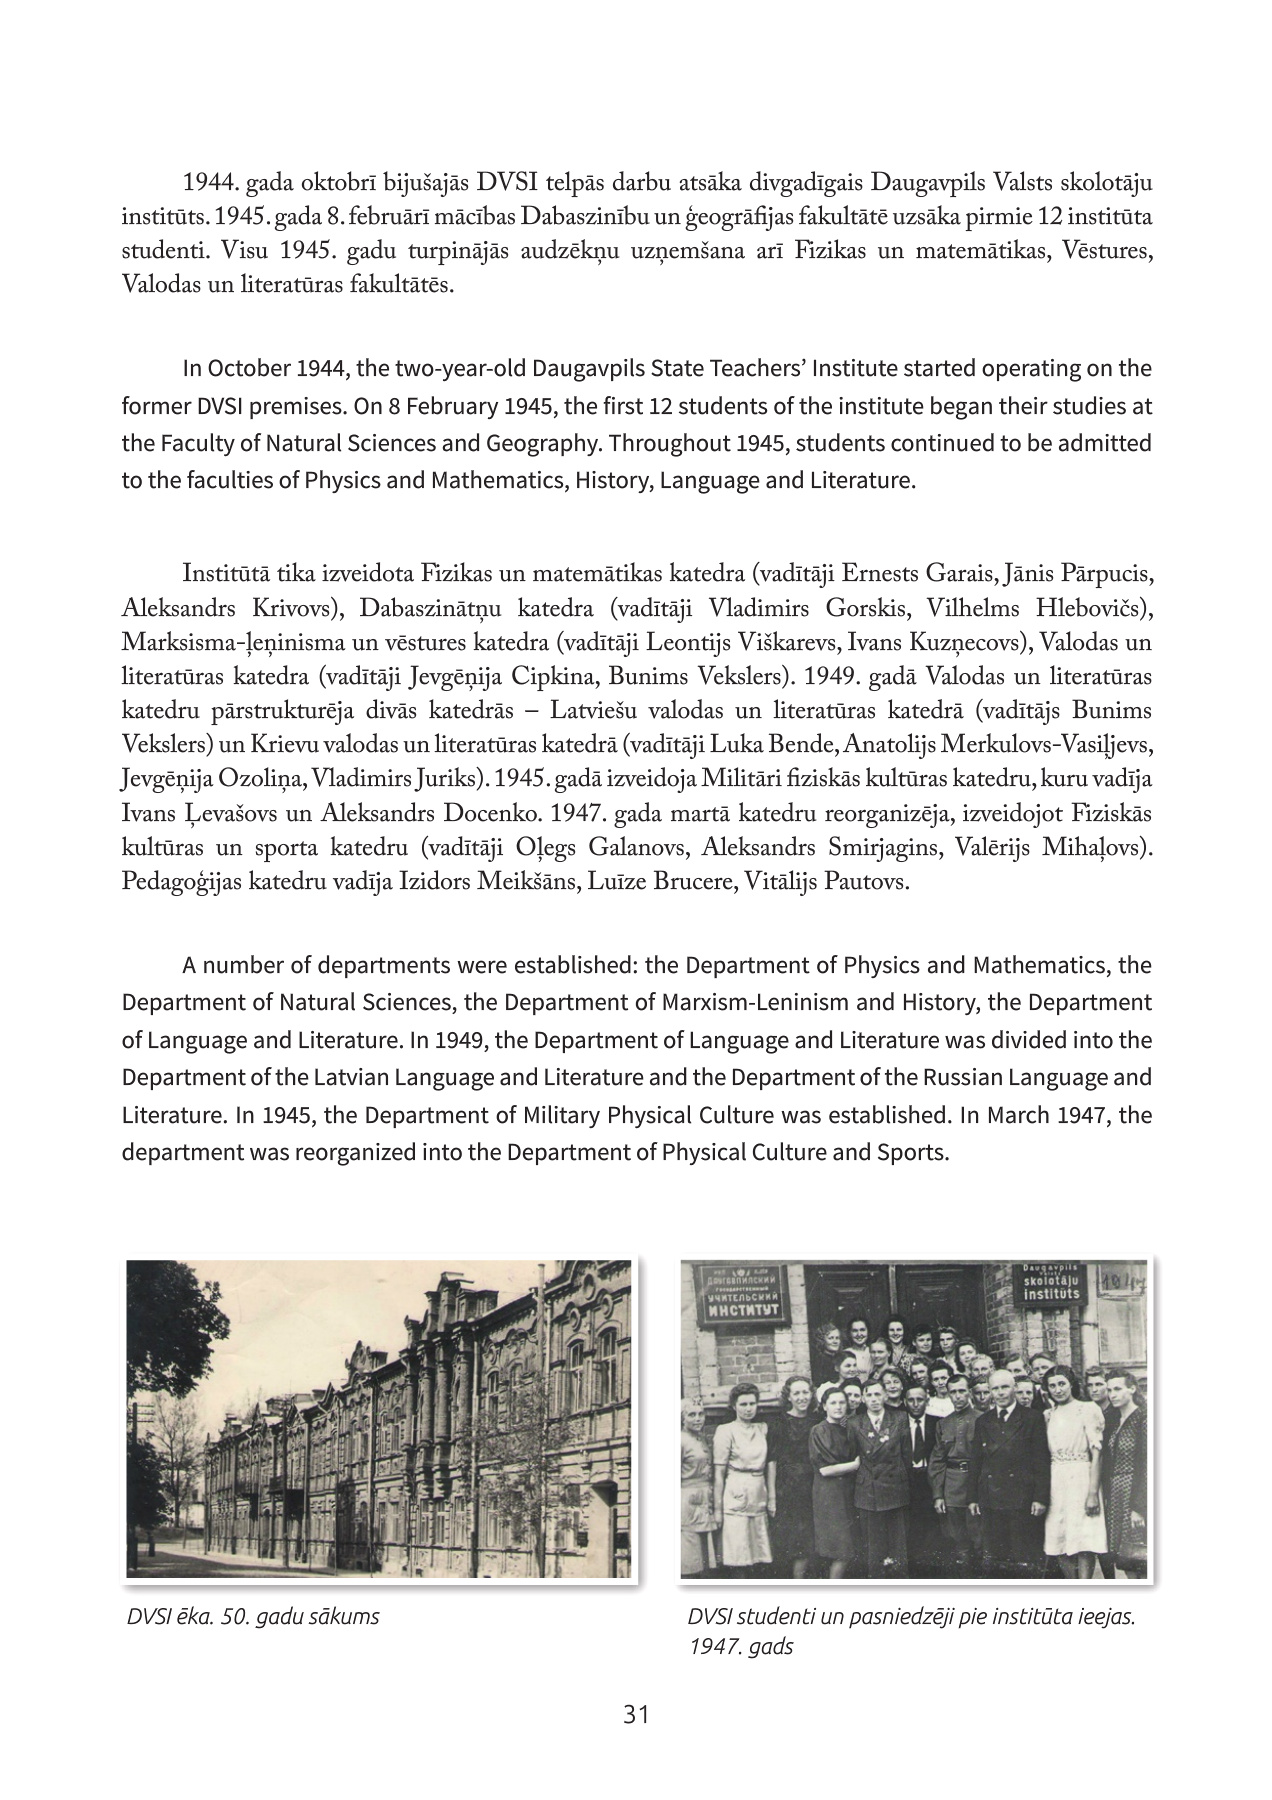 1944. gada oktobrī bijušajās DVSI telpās darbu atsāka divgadīgais Daugavpils Valsts skolotāju
institūts. 1945. gada 8. februārī mācības Dabaszinību un ģeogrāfijas fakultātē uzsāka pirmie 12 institūta
studenti. Visu 1945. gadu turpinājās audzēkņu uzņemšana arī Fizikas un matemātikas, Vēstures,
Valodas un literatūras fakultātēs.
In October 1944, the two-year-old Daugavpils State Teachers’ Institute started operating on the
former DVSI premises. On 8 February 1945, the first 12 students of the institute began their studies at
the Faculty of Natural Sciences and Geography. Throughout 1945, students continued to be admitted
to the faculties of Physics and Mathematics, History, Language and Literature.
Institūtā tika izveidota Fizikas un matemātikas katedra (vadītāji Ernests Garais, Jānis Pārpucis,
Aleksandrs Krivovs), Dabaszinātņu katedra (vadītāji Vladimirs Gorskis, Vilhelms Hlebovičs),
Marksisma-ļeņinisma un vēstures katedra (vadītāji Leontijs Viškarevs, Ivans Kuzņecovs), Valodas un
literatūras katedra (vadītāji Jevgēņija Cipkina, Bunims Vekslers). 1949. gadā Valodas un literatūras
katedru pārstrukturēja divās katedrās – Latviešu valodas un literatūras katedrā (vadītājs Bunims
Vekslers) un Krievu valodas un literatūras katedrā (vadītāji Luka Bende, Anatolijs Merkulovs-Vasiļjevs,
Jevgēņija Ozoliņa, Vladimirs Juriks). 1945. gadā izveidoja Militāri fiziskās kultūras katedru, kuru vadīja
Ivans Ļevašovs un Aleksandrs Docenko. 1947. gada martā katedru reorganizēja, izveidojot Fiziskās
kultūras un sporta katedru (vadītāji Oļegs Galanovs, Aleksandrs Smirjagins, Valērijs Mihaļovs).
Pedagoģijas katedru vadīja Izidors Meikšāns, Luīze Brucere, Vitālijs Pautovs.
A number of departments were established: the Department of Physics and Mathematics, the
Department of Natural Sciences, the Department of Marxism-Leninism and History, the Department
of Language and Literature. In 1949, the Department of Language and Literature was divided into the
Department of the Latvian Language and Literature and the Department of the Russian Language and
Literature. In 1945, the Department of Military Physical Culture was established. In March 1947, the
department was reorganized into the Department of Physical Culture and Sports.
ДАУГАВПИЛСКИЙ
ГОСУДАРСТВЕННЫЙ
УЧИТЕЛЬСКИЙ
ИНСТИТУТ
Daugavpils
skolotāju
institūts
DVSI ēka. 50. gadu sākums
DVSI studenti un pasniedzēji pie institūta ieejas.
1947. gads
31